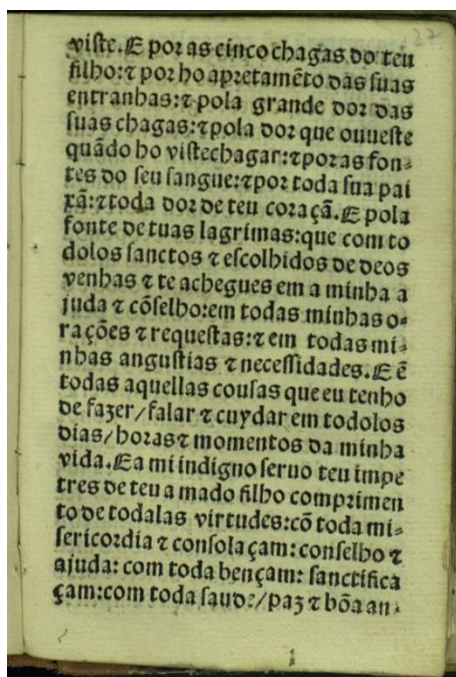 27
viste. E por as cinco chagas do teu
filho: ⁊ por ho apretamẽto das suas
entranhas: ⁊ pola grande dor das
suas chagas: ⁊ pola dor que ouueste
quãdo ho viste chagar: ⁊ por as fon⸗
tes do seu sangue: ⁊ por toda sua pai
xã: ⁊ toda dor de teu coraçã. E pola
fonte de tuas lagrimas: que com to
dolos sanctos ⁊ escolhidos de deos
venhas ⁊ te achegues em a minha a
juda ⁊ cõselho: em todas minhas o⸗
rações ⁊ requestas: ⁊ em todas mi⸗
nhas angustias ⁊ necessidades. E ẽ
todas aquellas cousas que eu tenho
de fazer/ falar ⁊ cuydar em todolos
dias/ horas ⁊ momentos da minha
vida. E a mi indigno seruo teu impe
tres de teu amado filho comprimen
to de todalas virtudes: cõ toda mi⸗
sericordia ⁊ consolaçam: conselho ⁊
ajuda: com toda bençam: sanctifica
çam: com toda saude/ paz ⁊ bõa an⸗